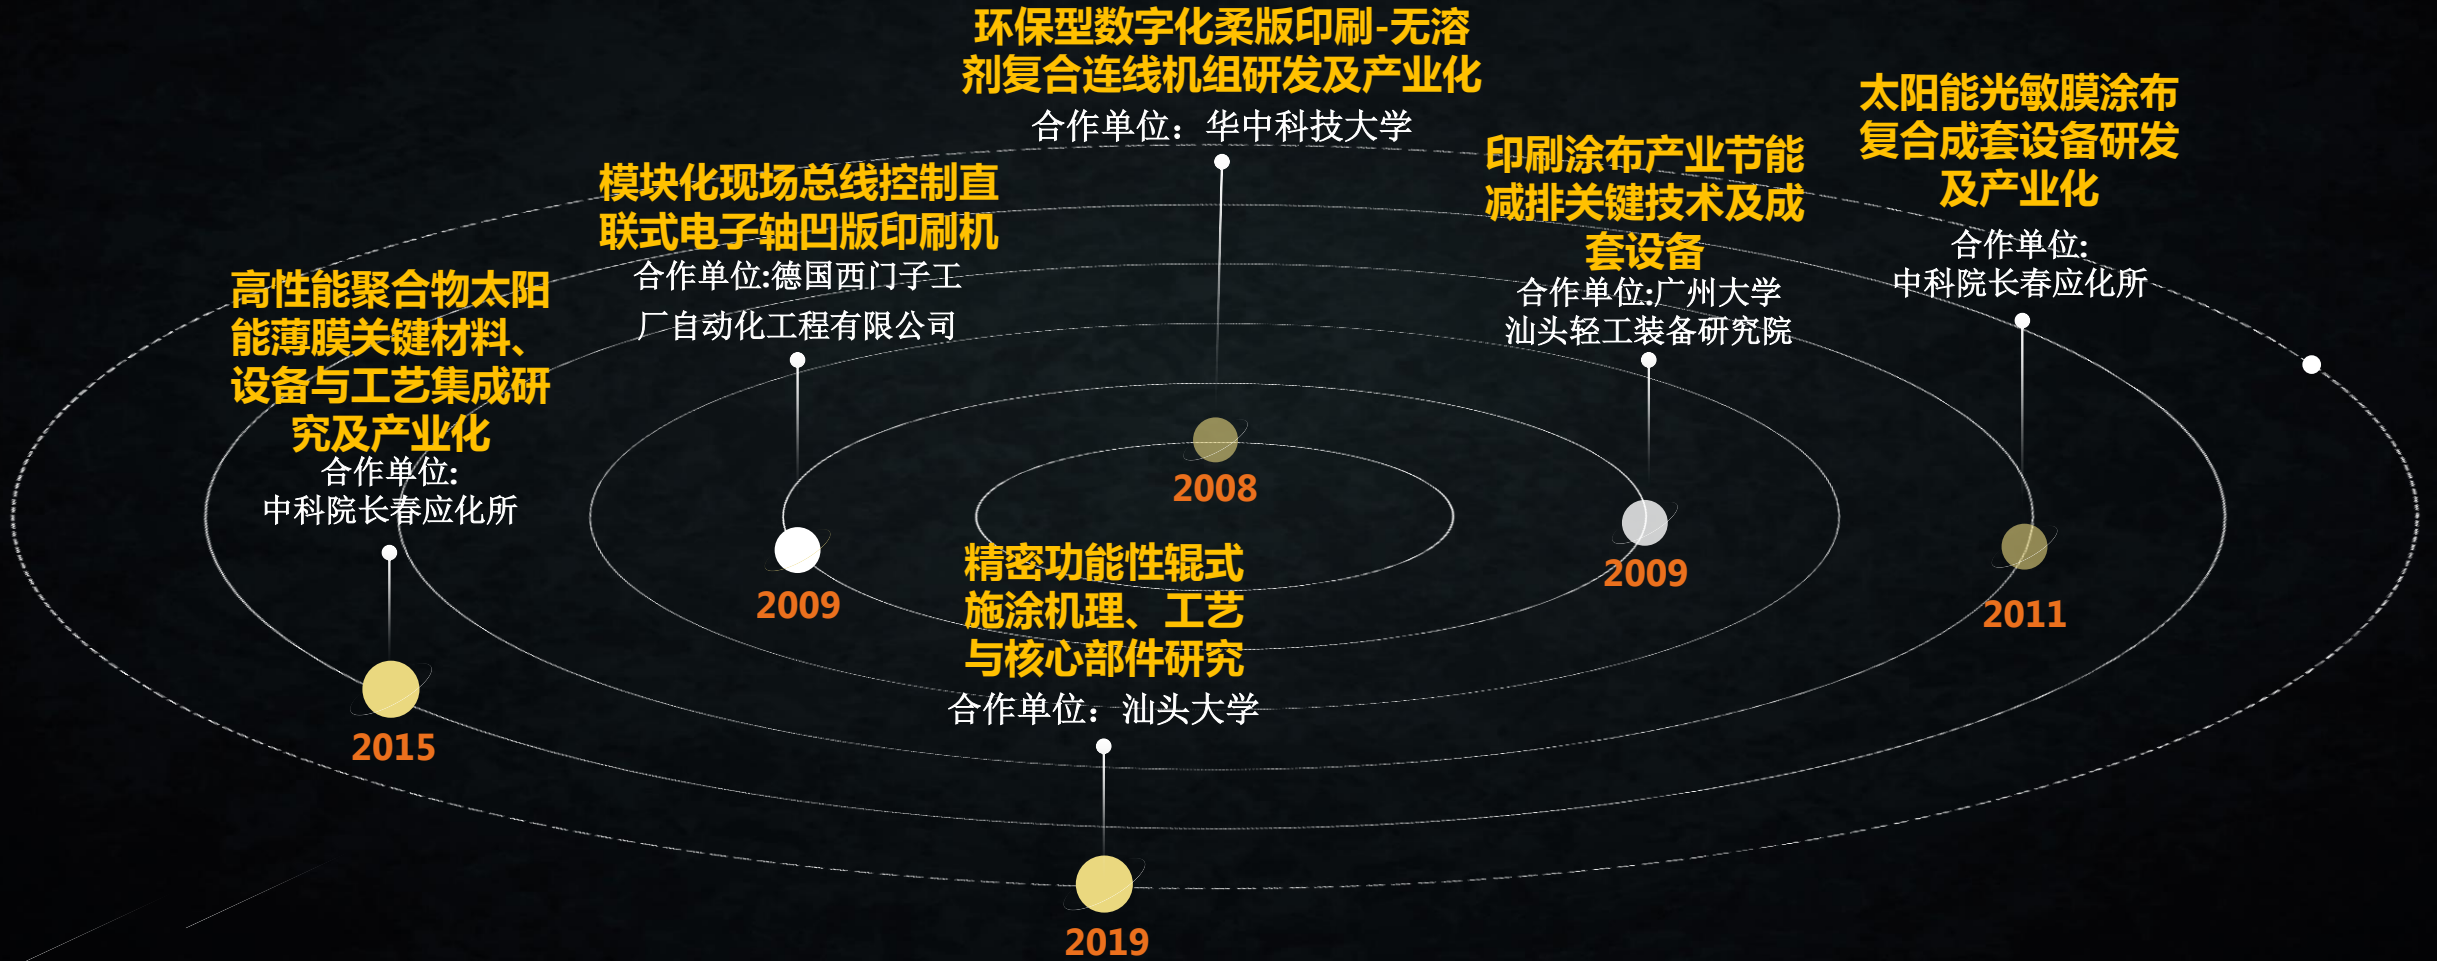 环保型数字化柔版印刷-无溶
剂复合连线机组研发及产业化
合作单位：华中科技大学
2008
模块化现场总线控制直
联式电子轴凹版印刷机
合作单位:德国西门子工
厂自动化工程有限公司
2009
印刷涂布产业节能
减排关键技术及成
套设备
合作单位:广州大学
汕头轻工装备研究院
2009
太阳能光敏膜涂布
复合成套设备研发
及产业化
合作单位:
中科院长春应化所
2011
高性能聚合物太阳
能薄膜关键材料、
设备与工艺集成研
究及产业化
合作单位:
中科院长春应化所
2015
精密功能性辊式
施涂机理、工艺
与核心部件研究
合作单位：汕头大学
2019